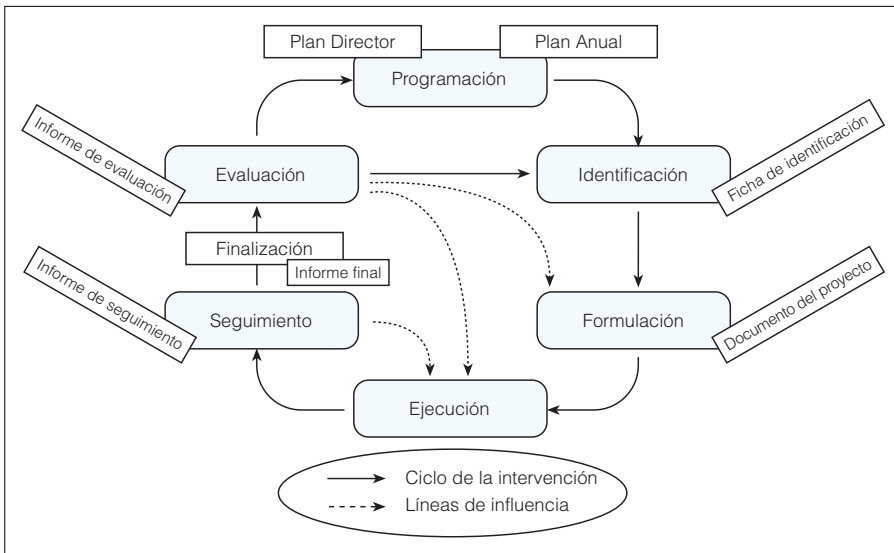 Plan Director
Plan Anual
Programación
Informe de
evaluación
Evaluación
Identificación
Ficha de identificación
Finalización
Informe final
Informe de
seguimiento
Seguimiento
Formulación
Documento del proyecto
Ejecución
Ciclo de la intervención
Líneas de influencia